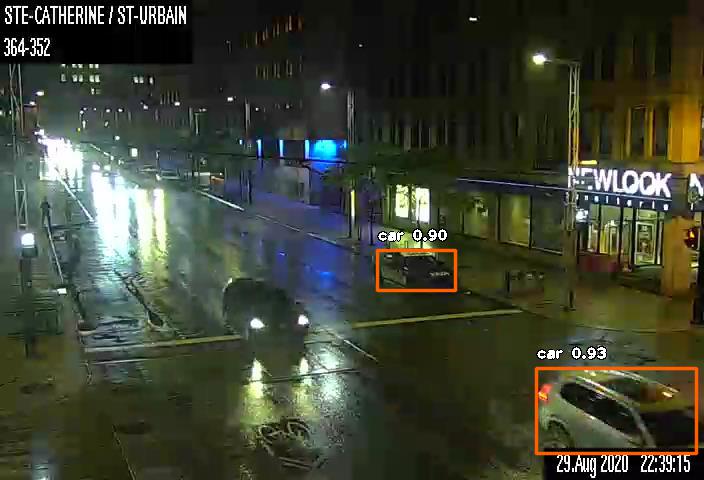 STE-CATHERINE / ST-URBAIN
364-352
NEWLOOK
car 0.90
car 0.93
29.Aug 2020 22:39:15